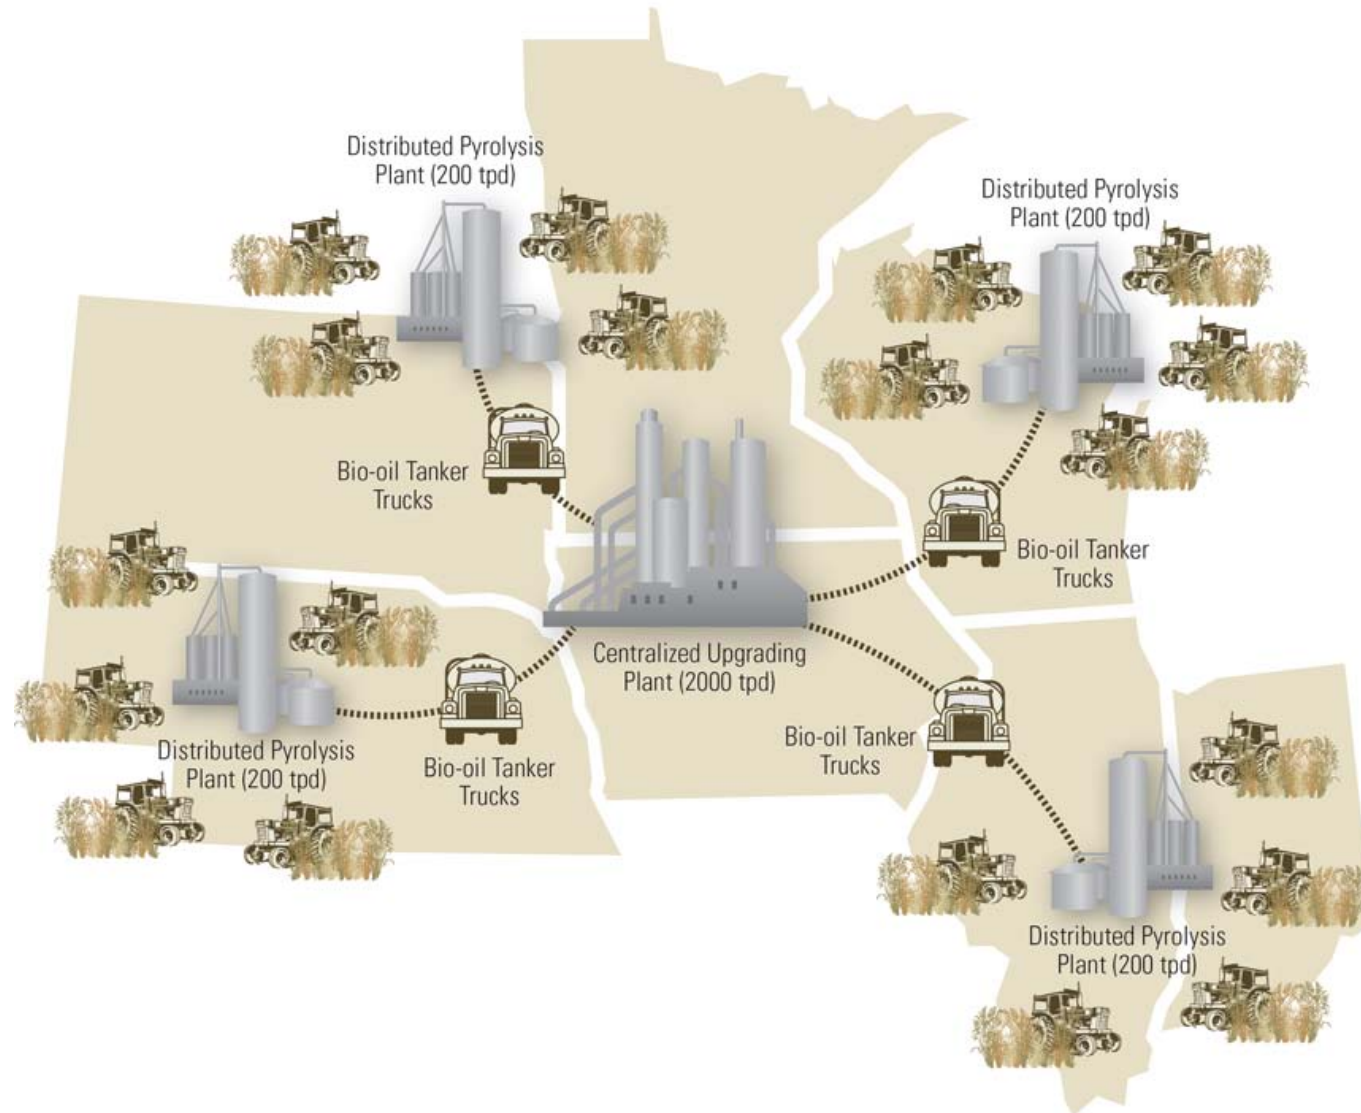 Distributed Pyrolysis
Plant (200 tpd)
Distributed Pyrolysis
Plant (200 tpd)
Bio-oil Tanker
Trucks
Bio-oil Tanker
Trucks
Centralized Upgrading
Plant (2000 tpd)
Distributed Pyrolysis
Plant (200 tpd)
Bio-oil Tanker
Trucks
Bio-oil Tanker
Trucks
Distributed Pyrolysis
Plant (200 tpd)